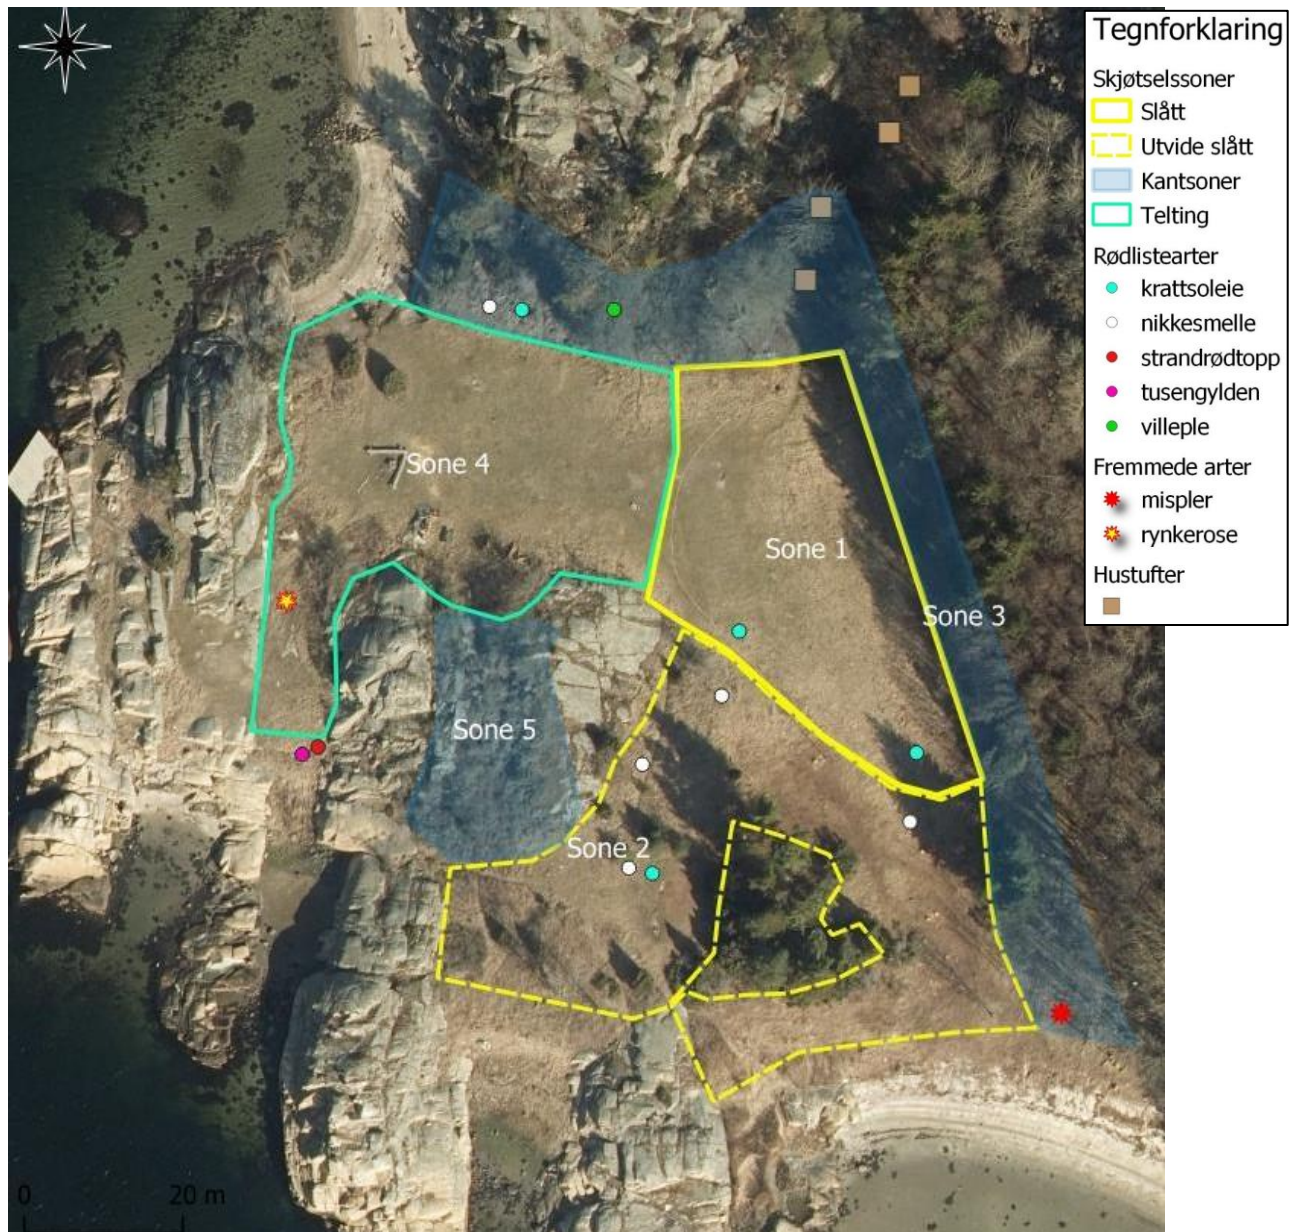 Tegnforklaring
Skjøtselssoner
Slått
Utvide slått
Kantsoner
Telting
Rødlistearter
krattsoleie
nikkesmelle
strandrødtopp
tusengylden
villeple
Fremmede arter
mispler
rynkerose
Hustufter
Sone 4
Sone 1
Sone 3
Sone 5
Sone 2
0 20 m